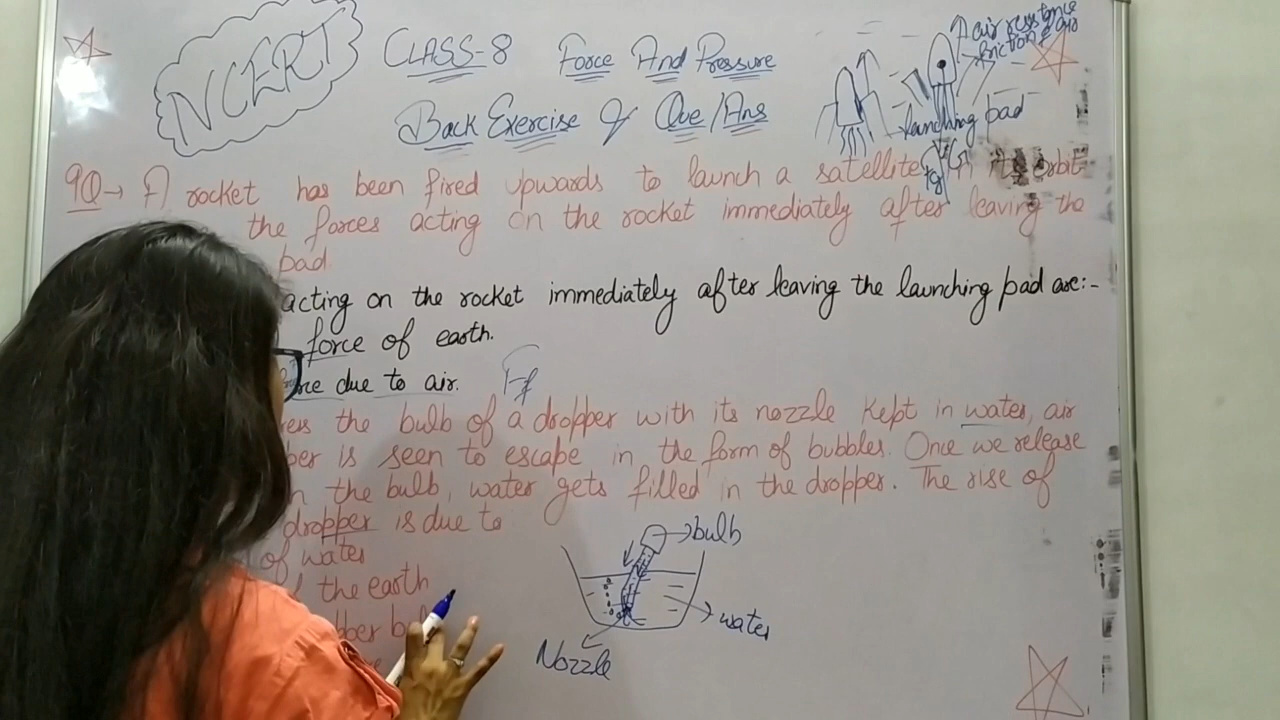 NCERT
CLASS-8 Force And Pressure
Back Exercise Of Que/Ans
air resistance
friction
launching pad
Fg
9Q→ A rocket has been fired upwards to launch a satellite in its orbit
the forces acting on the rocket immediately after leaving the
pad.
acting on the rocket immediately after leaving the launching pad are:-
force of earth.
due to air.
Ff
the bulb of a dropper with its nozzle kept in water, air
is seen to escape in the form of bubbles. Once we release
the bulb, water gets filled in the dropper. The rise of
dropper is due to
of water
the earth
bulb
water
Nozzle